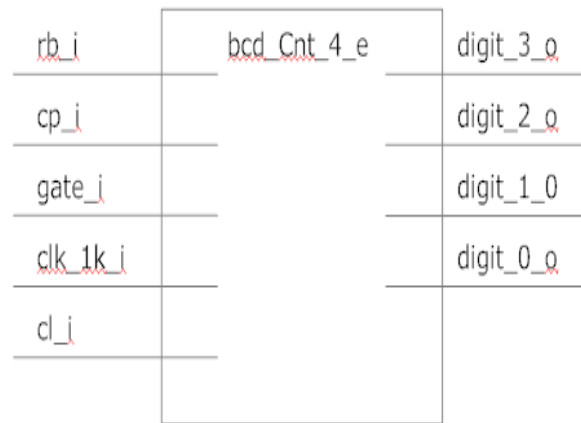 rb_i
bcd_Cnt_4_e
digit_3_o
cp_i
digit_2_o
gate_i
digit_1_0
clk_1k_i
digit_0_o
cl_i